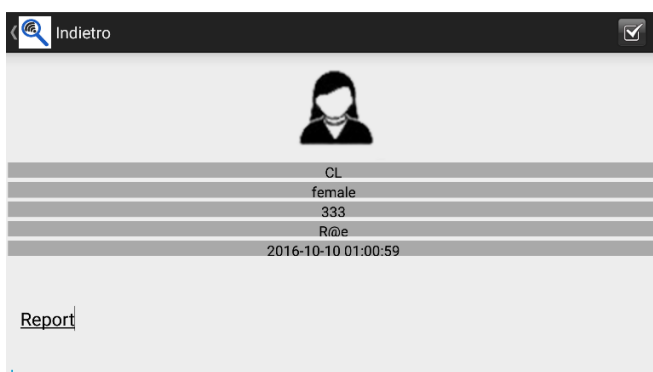 Indietro
CL
female
333
R@e
2016-10-10 01:00:59
Report